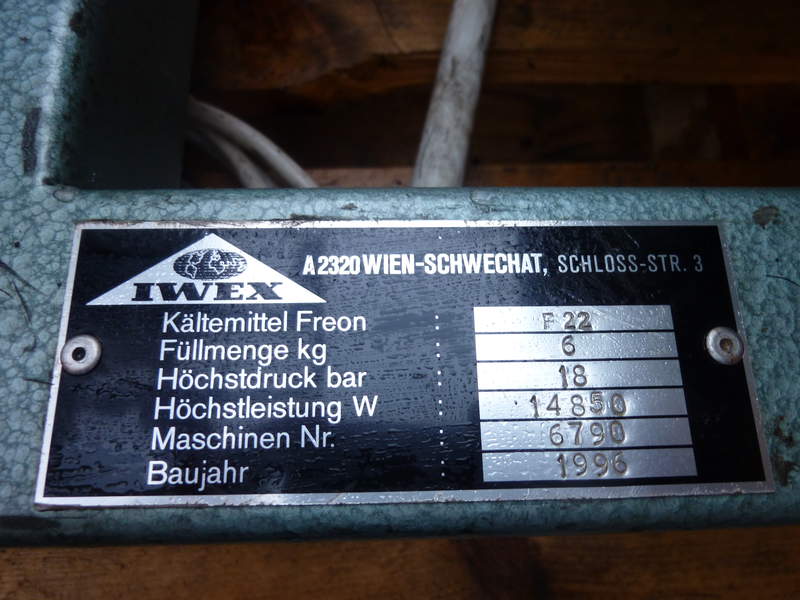 IWEX
A2320 WIEN-SCHWECHAT, SCHLOSS-STR. 3
Kältemittel Freon : F 22
Füllmenge kg : 6
Höchstdruck bar : 18
Höchstleistung W : 14850
Maschinen Nr. : 6790
Baujahr : 1996